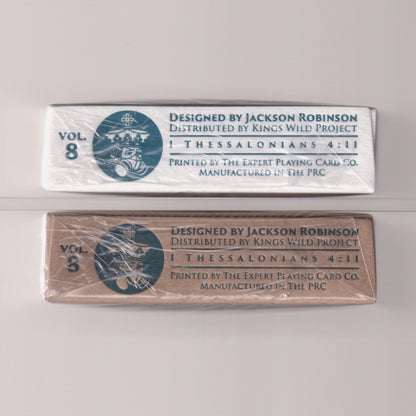 VOL.
8
DESIGNED BY JACKSON ROBINSON
DISTRIBUTED BY KINGS WILD PROJECT
I THESSALONIANS 4:11
PRINTED BY THE EXPERT PLAYING CARD CO.
MANUFACTURED IN THE PRC
VOL.
8
DESIGNED BY JACKSON ROBINSON
DISTRIBUTED BY KINGS WILD PROJECT
I THESSALONIANS 4:11
PRINTED BY THE EXPERT PLAYING CARD CO.
MANUFACTURED IN THE PRC